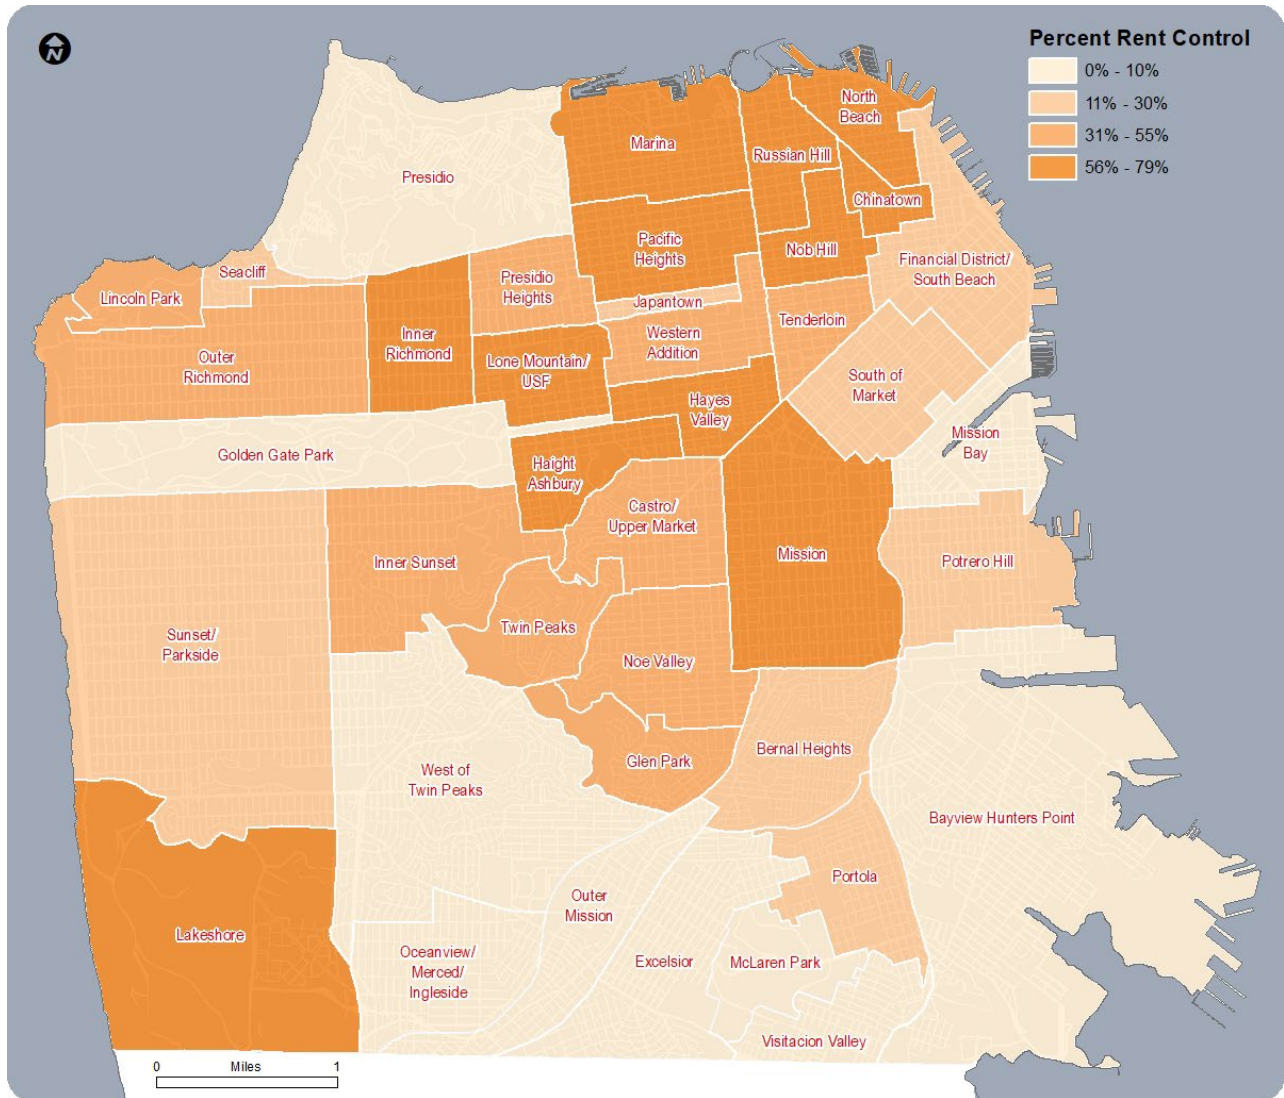 N
Percent Rent Control
0% - 10%
11% - 30%
31% - 55%
56% - 79%
North
Beach
Marina
Russian Hill
Presidio
Chinatown
Pacific
Heights
Nob Hill
Financial District/
South Beach
Seacliff
Lincoln Park
Presidio
Heights
Japantown
Tenderloin
Inner
Richmond
Western
Addition
Outer
Richmond
Lone Mountain/
USF
South of
Market
Hayes
Valley
Mission
Bay
Golden Gate Park
Haight
Ashbury
Castro/
Upper Market
Inner Sunset
Mission
Potrero Hill
Twin Peaks
Sunset/
Parkside
Noe Valley
Bernal Heights
Glen Park
West of
Twin Peaks
Bayview Hunters Point
Portola
Outer
Mission
Lakeshore
Oceanview/
Merced/
Ingleside
Excelsior
McLaren Park
Visitacion Valley
0 Miles 1